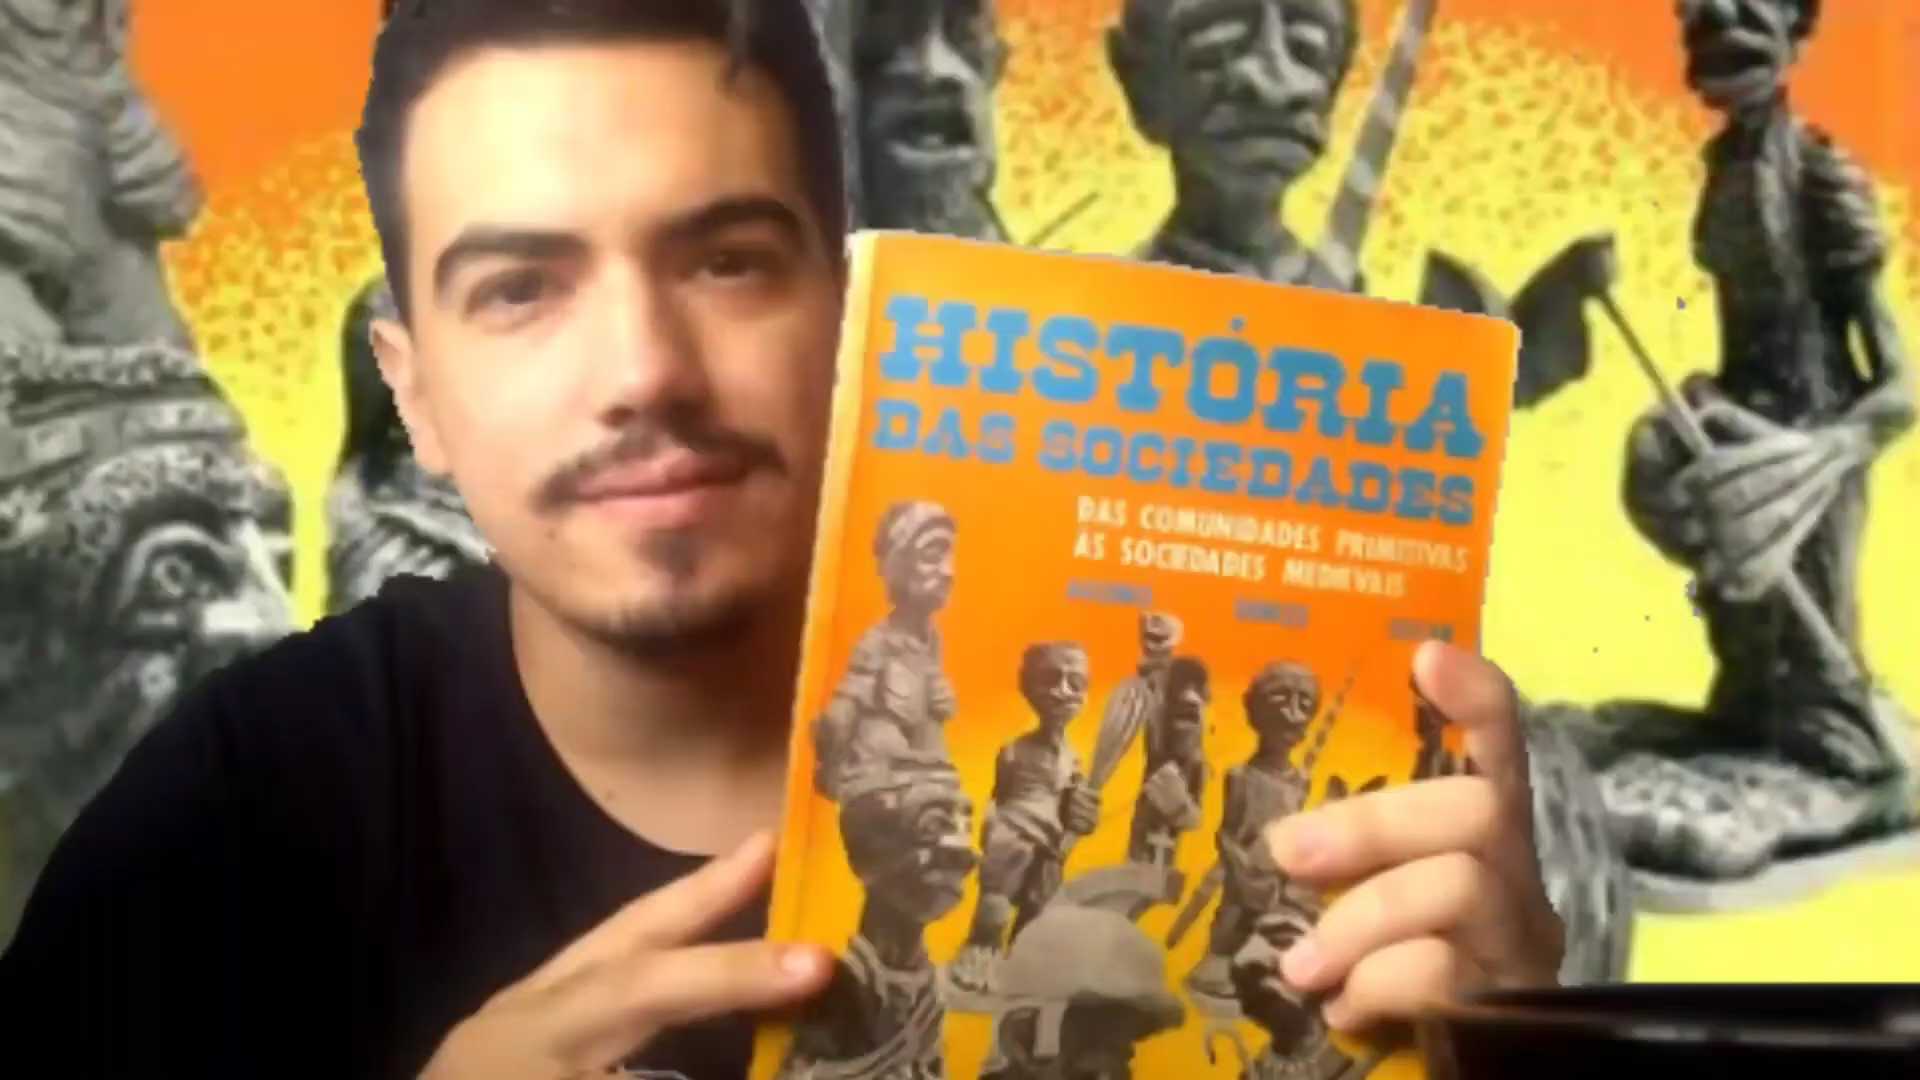 HISTÓRIA
DAS SOCIEDADES
DAS COMUNIDADES PRIMITIVAS
ÀS SOCIEDADES MEDIEVAIS